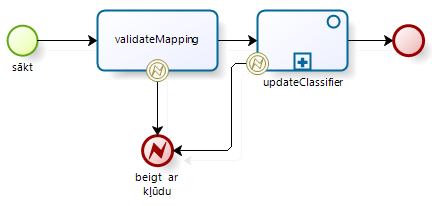 validateMapping
sākt
updateClassifier
beigt ar
kļūdu